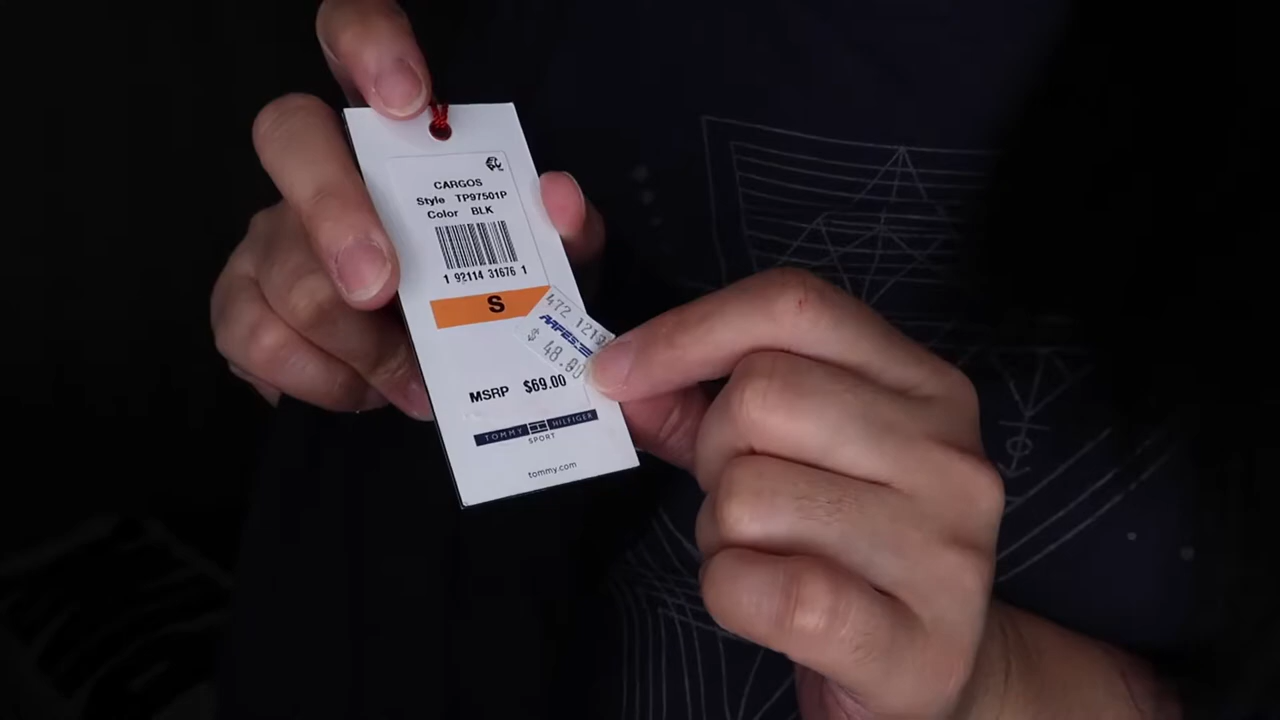 CARGOS
Style TP97501P
Color BLK
1 92114 31676 1
S
472
AAFES
$ 48.00
MSRP $69.00
TOMMY HILFIGER
SPORT
tommy.com